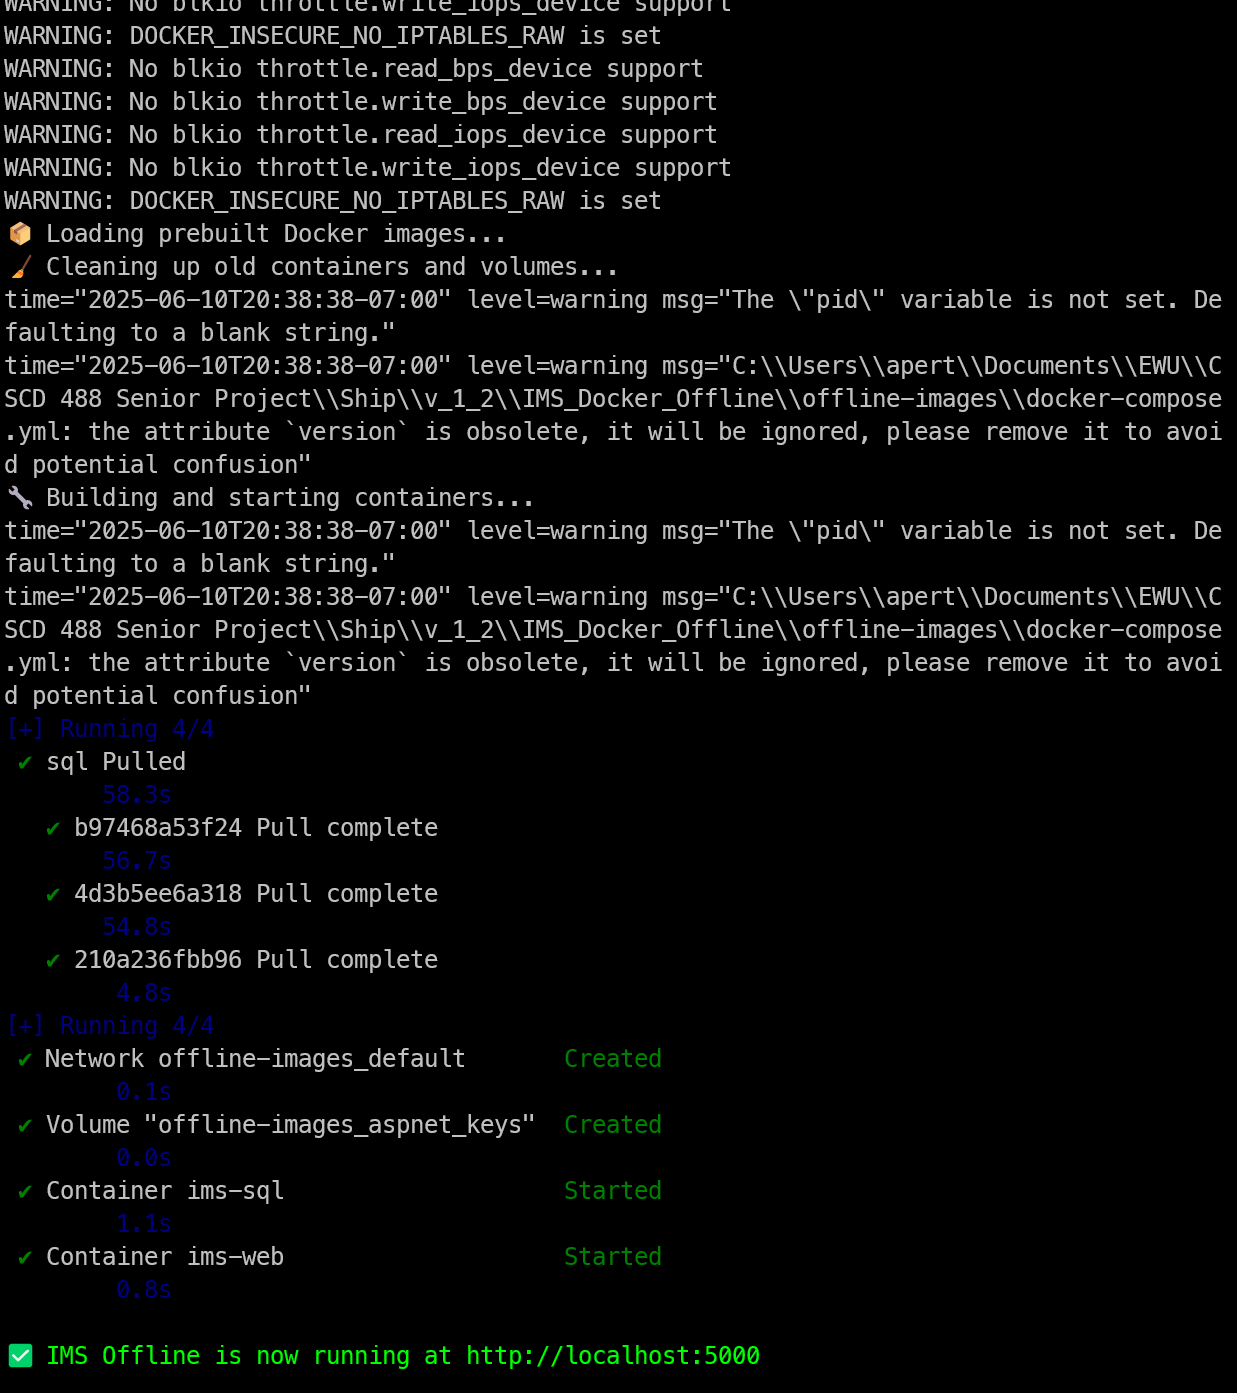 WARNING: No blkio throttle.write_iops_device support
WARNING: DOCKER_INSECURE_NO_IPTABLES_RAW is set
WARNING: No blkio throttle.read_bps_device support
WARNING: No blkio throttle.write_bps_device support
WARNING: No blkio throttle.read_iops_device support
WARNING: No blkio throttle.write_iops_device support
WARNING: DOCKER_INSECURE_NO_IPTABLES_RAW is set
📦 Loading prebuilt Docker images...
🧹 Cleaning up old containers and volumes...
time="2025-06-10T20:38:38-07:00" level=warning msg="The \"pid\" variable is not set. De
faulting to a blank string."
time="2025-06-10T20:38:38-07:00" level=warning msg="C:\\Users\\apert\\Documents\\EWU\\C
SCD 488 Senior Project\\Ship\\v_1_2\\IMS_Docker_Offline\\offline-images\\docker-compose
.yml: the attribute `version` is obsolete, it will be ignored, please remove it to avoi
d potential confusion"
🔧 Building and starting containers...
time="2025-06-10T20:38:38-07:00" level=warning msg="The \"pid\" variable is not set. De
faulting to a blank string."
time="2025-06-10T20:38:38-07:00" level=warning msg="C:\\Users\\apert\\Documents\\EWU\\C
SCD 488 Senior Project\\Ship\\v_1_2\\IMS_Docker_Offline\\offline-images\\docker-compose
.yml: the attribute `version` is obsolete, it will be ignored, please remove it to avoi
d potential confusion"
[+] Running 4/4
✔ sql Pulled
58.3s
✔ b97468a53f24 Pull complete
56.7s
✔ 4d3b5ee6a318 Pull complete
54.8s
✔ 210a236fbb96 Pull complete
4.8s
[+] Running 4/4
✔ Network offline-images_default Created
0.1s
✔ Volume "offline-images_aspnet_keys" Created
0.0s
✔ Container ims-sql Started
1.1s
✔ Container ims-web Started
0.8s
✅ IMS Offline is now running at http://localhost:5000